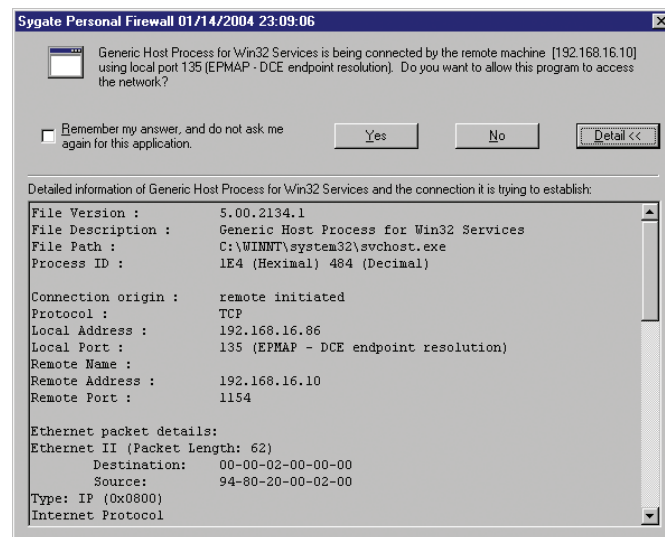 Sygate Personal Firewall 01/14/2004 23:09:06
Generic Host Process for Win32 Services is being connected by the remote machine [192.168.16.10]
using local port 135 (EPMAP - DCE endpoint resolution). Do you want to allow this program to access
the network?
Remember my answer, and do not ask me
again for this application.
Yes
No
Detail <<
Detailed information of Generic Host Process for Win32 Services and the connection it is trying to establish:
File Version : 5.00.2134.1
File Description : Generic Host Process for Win32 Services
File Path : C:\WINNT\system32\svchost.exe
Process ID : 1E4 (Heximal) 484 (Decimal)
Connection origin : remote initiated
Protocol : TCP
Local Address : 192.168.16.86
Local Port : 135 (EPMAP - DCE endpoint resolution)
Remote Name :
Remote Address : 192.168.16.10
Remote Port : 1154
Ethernet packet details:
Ethernet II (Packet Length: 62)
Destination: 00-00-02-00-00-00
Source: 94-80-20-00-02-00
Type: IP (0x0800)
Internet Protocol